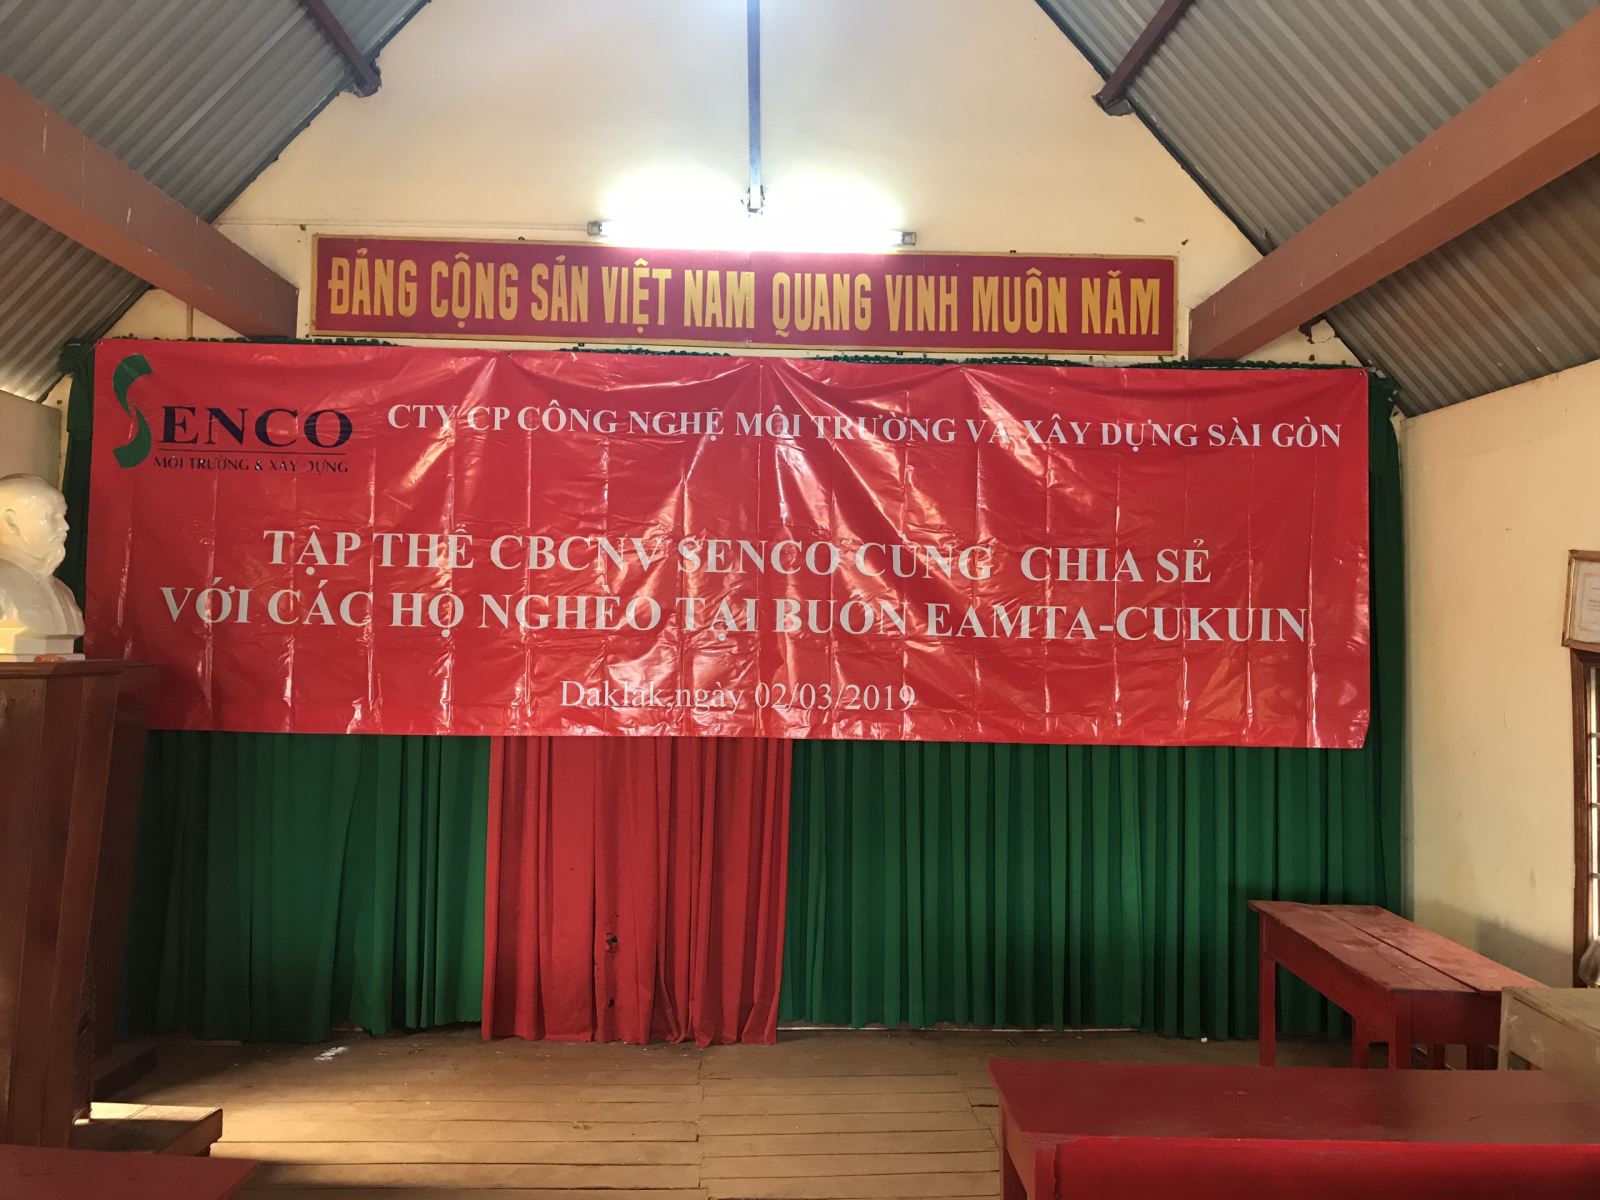 ĐẢNG CỘNG SẢN VIỆT NAM QUANG VINH MUÔN NĂM
SENCO
MÔI TRƯỜNG & XÂY DỰNG
CTY CP CÔNG NGHỆ MÔI TRƯỜNG VÀ XÂY DỰNG SÀI GÒN
TẬP THỂ CBCNV SENCO CÙNG CHIA SẺ
VỚI CÁC HỘ NGHÈO TẠI BUÔN EAMTA-CUKUIN
Daklak,ngày 02/03/2019